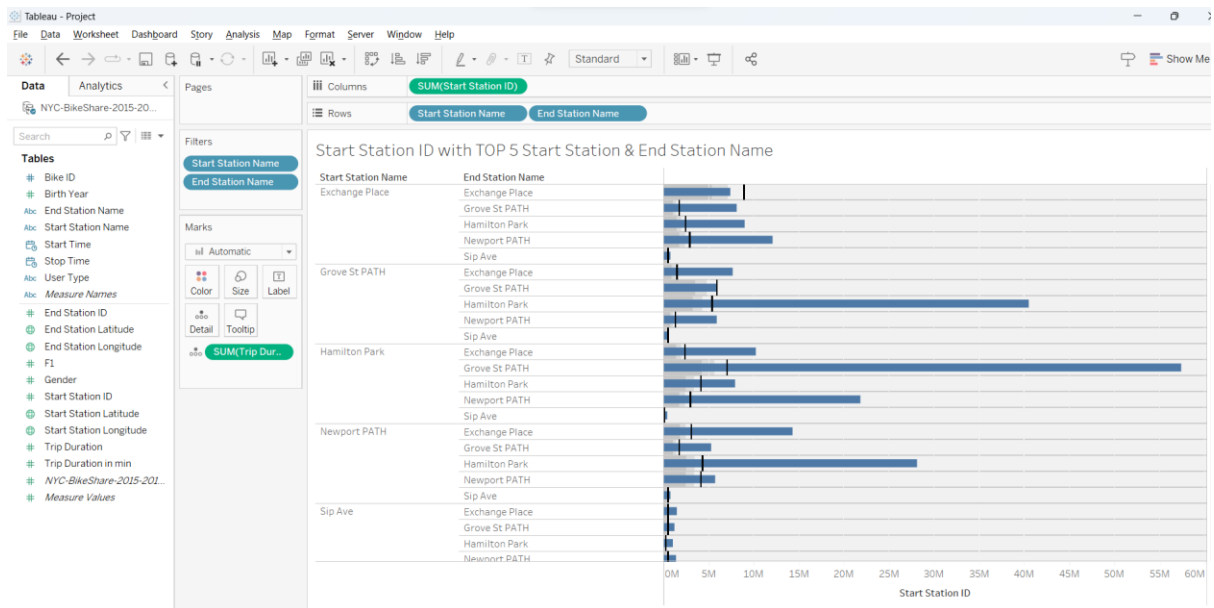 Tableau - Project
File Data Worksheet Dashboard Story Analysis Map Format Server Window Help
Standard
Show Me
Data Analytics
NYC-BikeShare-2015-20...
Search
Tables
# Bike ID
# Birth Year
Abc End Station Name
Abc Start Station Name
Start Time
Stop Time
Abc User Type
Abc Measure Names
# End Station ID
End Station Latitude
End Station Longitude
# F1
# Gender
# Start Station ID
Start Station Latitude
Start Station Longitude
# Trip Duration
# Trip Duration in min
# NYC-BikeShare-2015-201...
# Measure Values
Pages
Filters
Start Station Name
End Station Name
Marks
Automatic
Color Size Label
Detail Tooltip
SUM(Trip Dur..
Columns SUM(Start Station ID)
Rows Start Station Name End Station Name
Start Station ID with TOP 5 Start Station & End Station Name
Start Station Name End Station Name
Exchange Place Exchange Place
Grove St PATH
Hamilton Park
Newport PATH
Sip Ave
Grove St PATH Exchange Place
Grove St PATH
Hamilton Park
Newport PATH
Sip Ave
Hamilton Park Exchange Place
Grove St PATH
Hamilton Park
Newport PATH
Sip Ave
Newport PATH Exchange Place
Grove St PATH
Hamilton Park
Newport PATH
Sip Ave
Sip Ave Exchange Place
Grove St PATH
Hamilton Park
Newport PATH
0M 5M 10M 15M 20M 25M 30M 35M 40M 45M 50M 55M 60M
Start Station ID